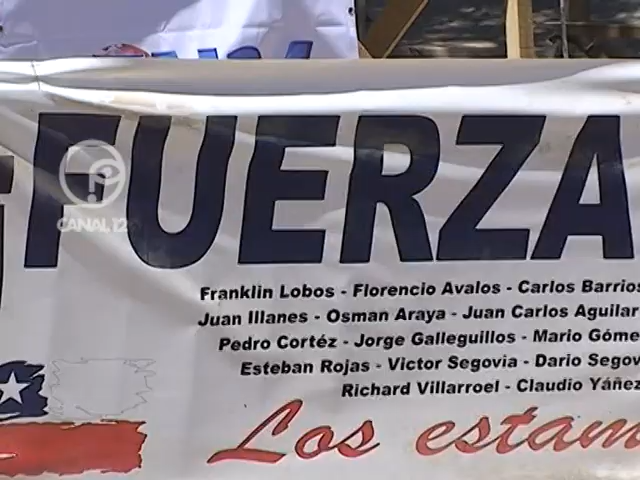 FUERZA
CANAL 12
Franklin Lobos - Florencio Avalos - Carlos Barrios
Juan Illanes - Osman Araya - Juan Carlos Aguilar
Pedro Cortéz - Jorge Galleguillos - Mario Góme
Esteban Rojas - Victor Segovia - Dario Segov
Richard Villarroel - Claudio Yáñez
Los estam